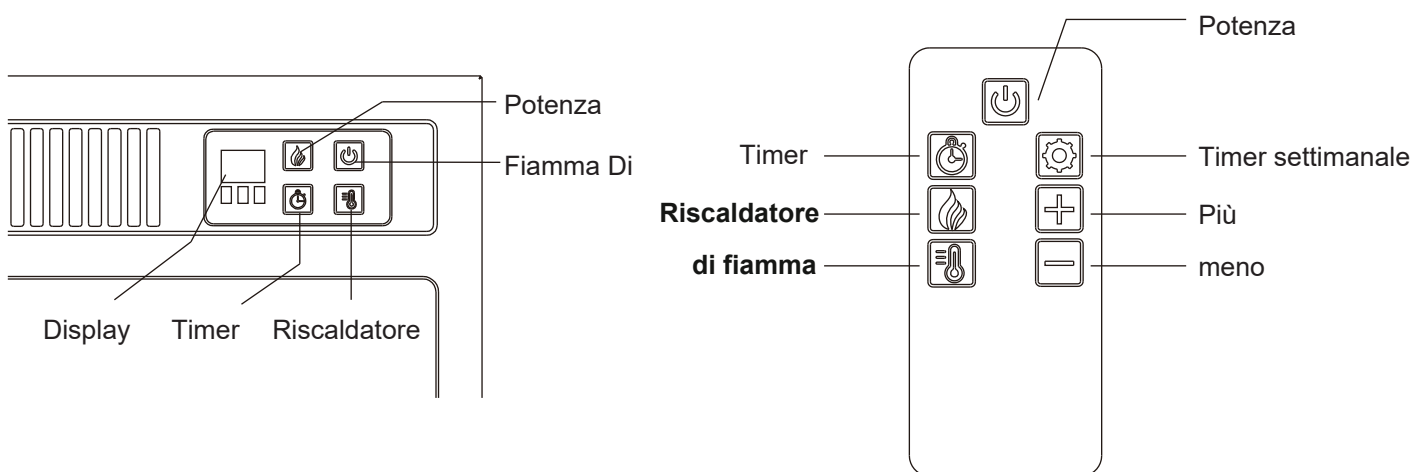 Potenza
Fiamma Di
Display
Timer
Riscaldatore
Potenza
Timer
Timer settimanale
Riscaldatore
Più
di fiamma
meno